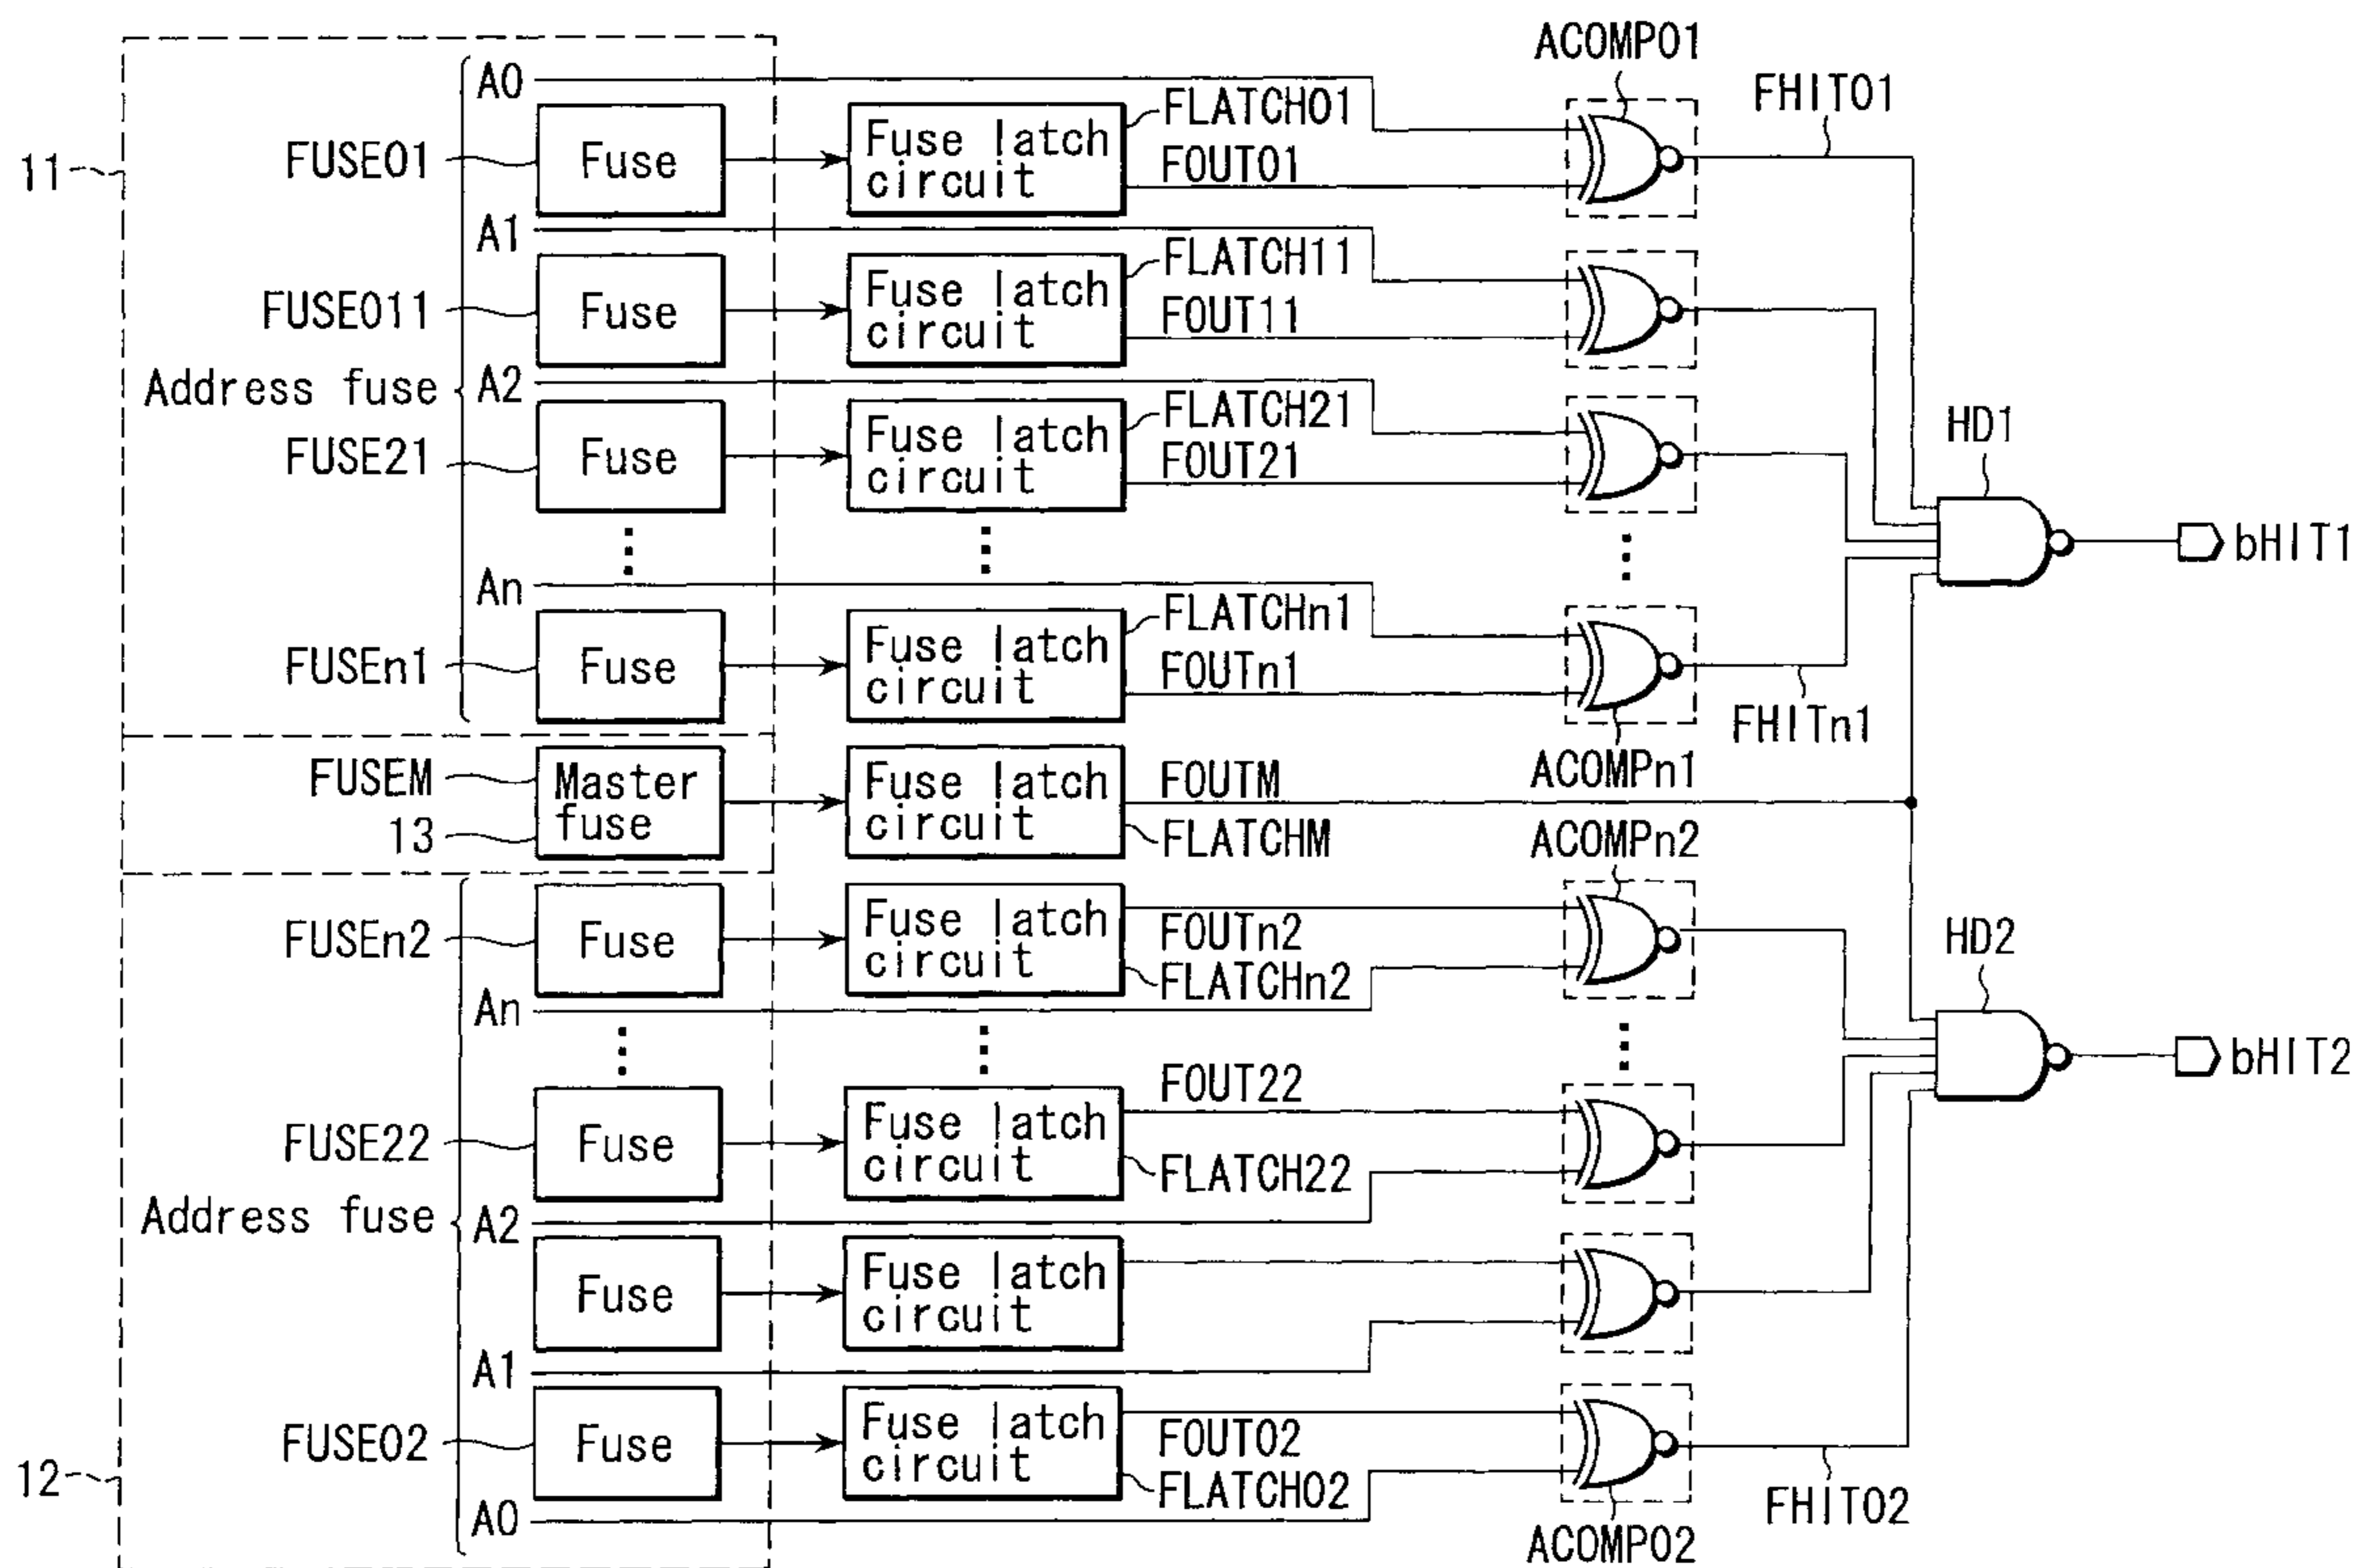 ACOMP01
A0
FHIT01
FLATCH01
11
FUSE01
Fuse
Fuse latch
circuit
FOUT01
A1
FLATCH11
FUSE011
Fuse
Fuse latch
circuit
FOUT11
Address fuse
A2
FLATCH21
HD1
FUSE21
Fuse
Fuse latch
circuit
FOUT21
bHIT1
An
FLATCHn1
FUSEn1
Fuse
Fuse latch
circuit
FOUTn1
FHITn1
ACOMPn1
FUSEM
13
Master
fuse
Fuse latch
circuit
FOUTM
FLATCHM
ACOMPn2
FUSEn2
Fuse
Fuse latch
circuit
FOUTn2
FLATCHn2
HD2
An
bHIT2
FOUT22
FUSE22
Fuse
Fuse latch
circuit
FLATCH22
Address fuse
A2
Fuse
Fuse latch
circuit
A1
FUSE02
Fuse
Fuse latch
circuit
FOUT02
FLATCH02
12
A0
FHIT02
ACOMP02